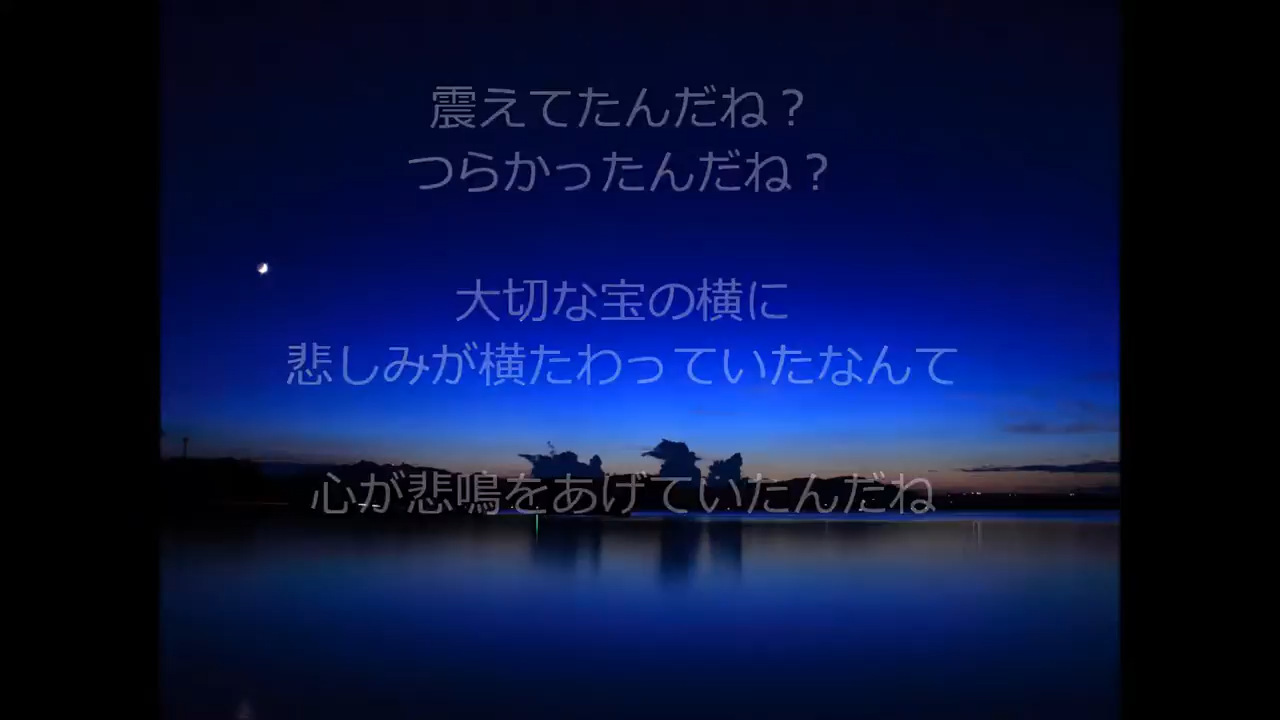 震えてたんだね？
つらかったんだね？
大切な宝の横に
悲しみが横たわっていたなんて
心が悲鳴をあげていたんだね